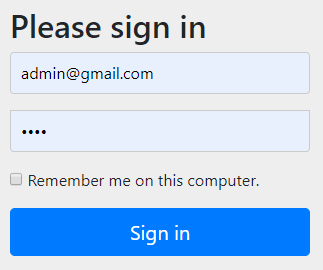 Please sign in
admin@gmail.com
••••
Remember me on this computer.
Sign in